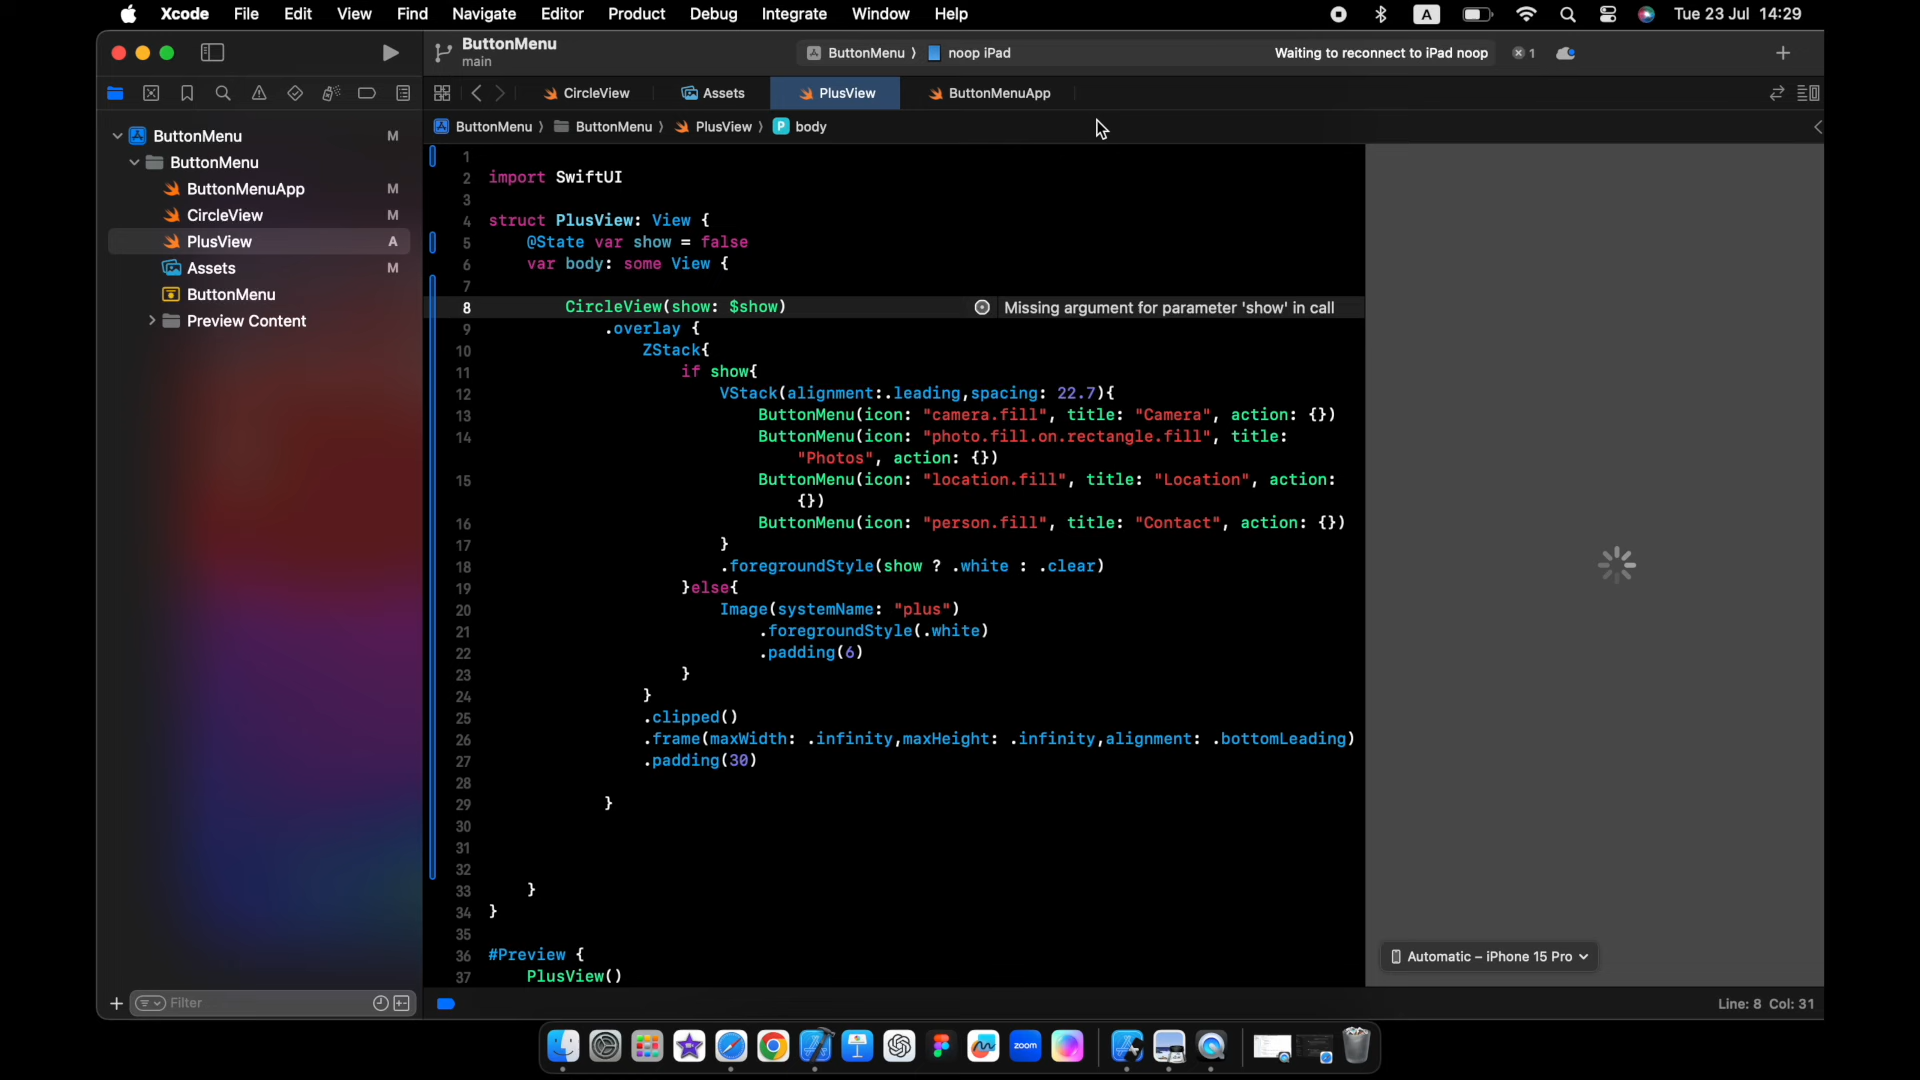 Xcode File Edit View Find Navigate Editor Product Debug Integrate Window Help A Tue 23 Jul 14:29
ButtonMenu
main
ButtonMenu 〉 noop iPad Waiting to reconnect to iPad noop 1
CircleView Assets PlusView ButtonMenuApp
ButtonMenu 〉 ButtonMenu 〉 PlusView 〉 P body
ButtonMenu M
ButtonMenu
ButtonMenuApp M
CircleView M
PlusView A
Assets M
ButtonMenu
Preview Content
1
2 import SwiftUI
3
4 struct PlusView: View {
5 @State var show = false
6 var body: some View {
7
8 CircleView(show: $show) Missing argument for parameter 'show' in call
9 .overlay {
10 ZStack{
11 if show{
12 VStack(alignment:.leading,spacing: 22.7){
13 ButtonMenu(icon: "camera.fill", title: "Camera", action: {})
14 ButtonMenu(icon: "photo.fill.on.rectangle.fill", title:
"Photos", action: {})
15 ButtonMenu(icon: "location.fill", title: "Location", action:
{})
16 ButtonMenu(icon: "person.fill", title: "Contact", action: {})
17 }
18 .foregroundStyle(show ? .white : .clear)
19 }else{
20 Image(systemName: "plus")
21 .foregroundStyle(.white)
22 .padding(6)
23 }
24 }
25 .clipped()
26 .frame(maxWidth: .infinity,maxHeight: .infinity,alignment: .bottomLeading)
27 .padding(30)
28
29 }
30
31
32
33 }
34 }
35
36 #Preview {
37 PlusView()
Automatic – iPhone 15 Pro
Filter
Line: 8 Col: 31
zoom